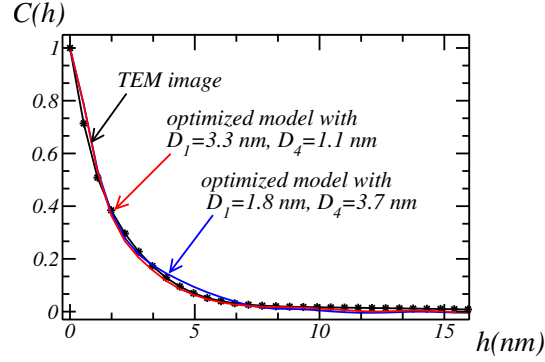 C(h)
1
TEM image
0.8
optimized model with
D₁=3.3 nm, D₄=1.1 nm
0.6
optimized model with
D₁=1.8 nm, D₄=3.7 nm
0.4
0.2
0
0 5 10 15
h(nm)